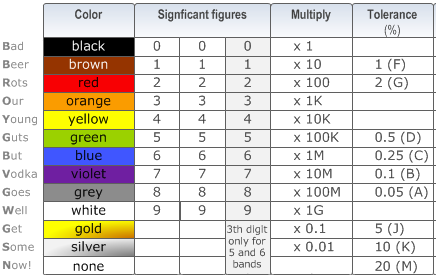 Color Signficant figures Multiply Tolerance
(%)
Bad black 0 0 0 x 1
Beer brown 1 1 1 x 10 1 (F)
Rots red 2 2 2 x 100 2 (G)
Our orange 3 3 3 x 1K
Young yellow 4 4 4 x 10K
Guts green 5 5 5 x 100K 0.5 (D)
But blue 6 6 6 x 1M 0.25 (C)
Vodka violet 7 7 7 x 10M 0.1 (B)
Goes grey 8 8 8 x 100M 0.05 (A)
Well white 9 9 9 x 1G
Get gold 3th digit x 0.1 5 (J)
Some silver only for x 0.01 10 (K)
5 and 6
Now! none bands 20 (M)